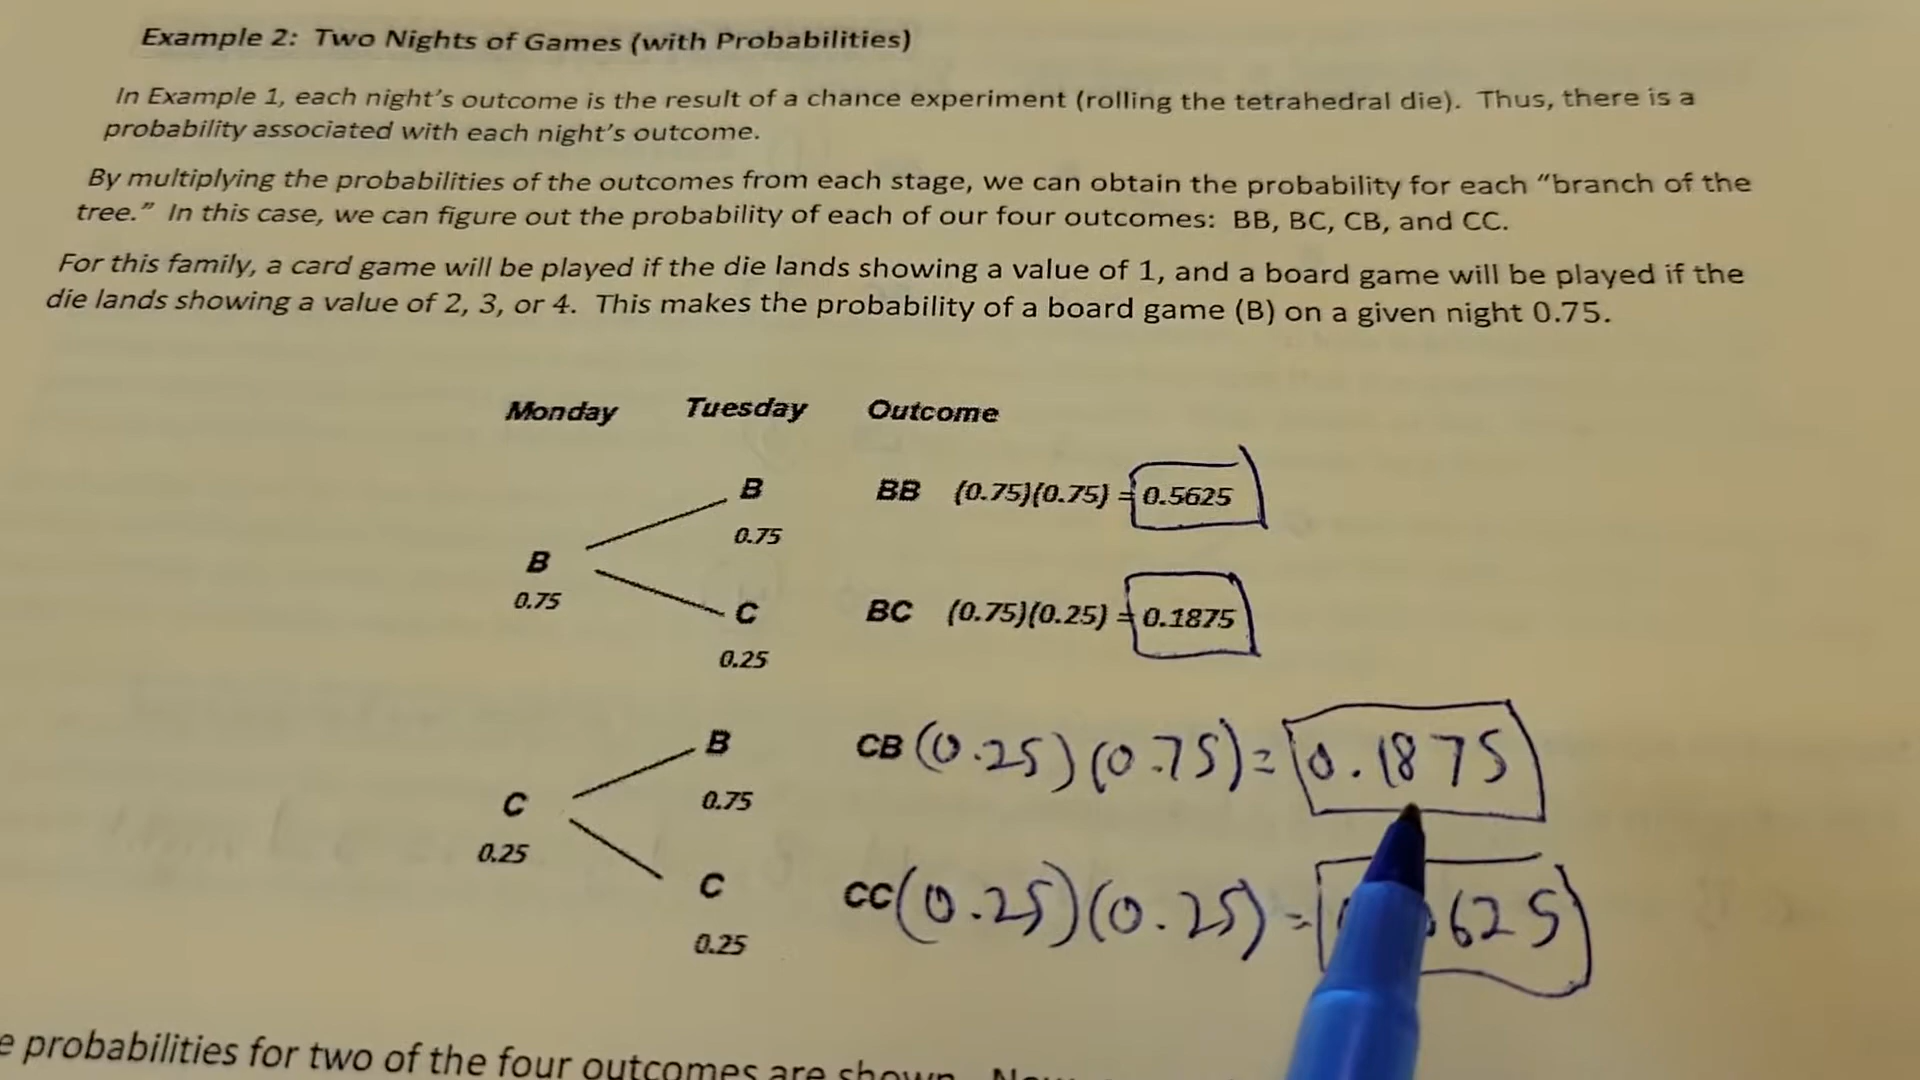 Example 2: Two Nights of Games (with Probabilities)
In Example 1, each night's outcome is the result of a chance experiment (rolling the tetrahedral die). Thus, there is a
probability associated with each night's outcome.
By multiplying the probabilities of the outcomes from each stage, we can obtain the probability for each "branch of the
tree." In this case, we can figure out the probability of each of our four outcomes: BB, BC, CB, and CC.
For this family, a card game will be played if the die lands showing a value of 1, and a board game will be played if the
die lands showing a value of 2, 3, or 4. This makes the probability of a board game (B) on a given night 0.75.
Monday Tuesday Outcome
B BB (0.75)(0.75) = 0.5625
0.75
B
0.75
C BC (0.75)(0.25) = 0.1875
0.25
B CB (0.25)(0.75) = 0.1875
0.75
C
0.25
C CC (0.25)(0.25) = 625
0.25
probabilities for two of the four outcomes are shown.